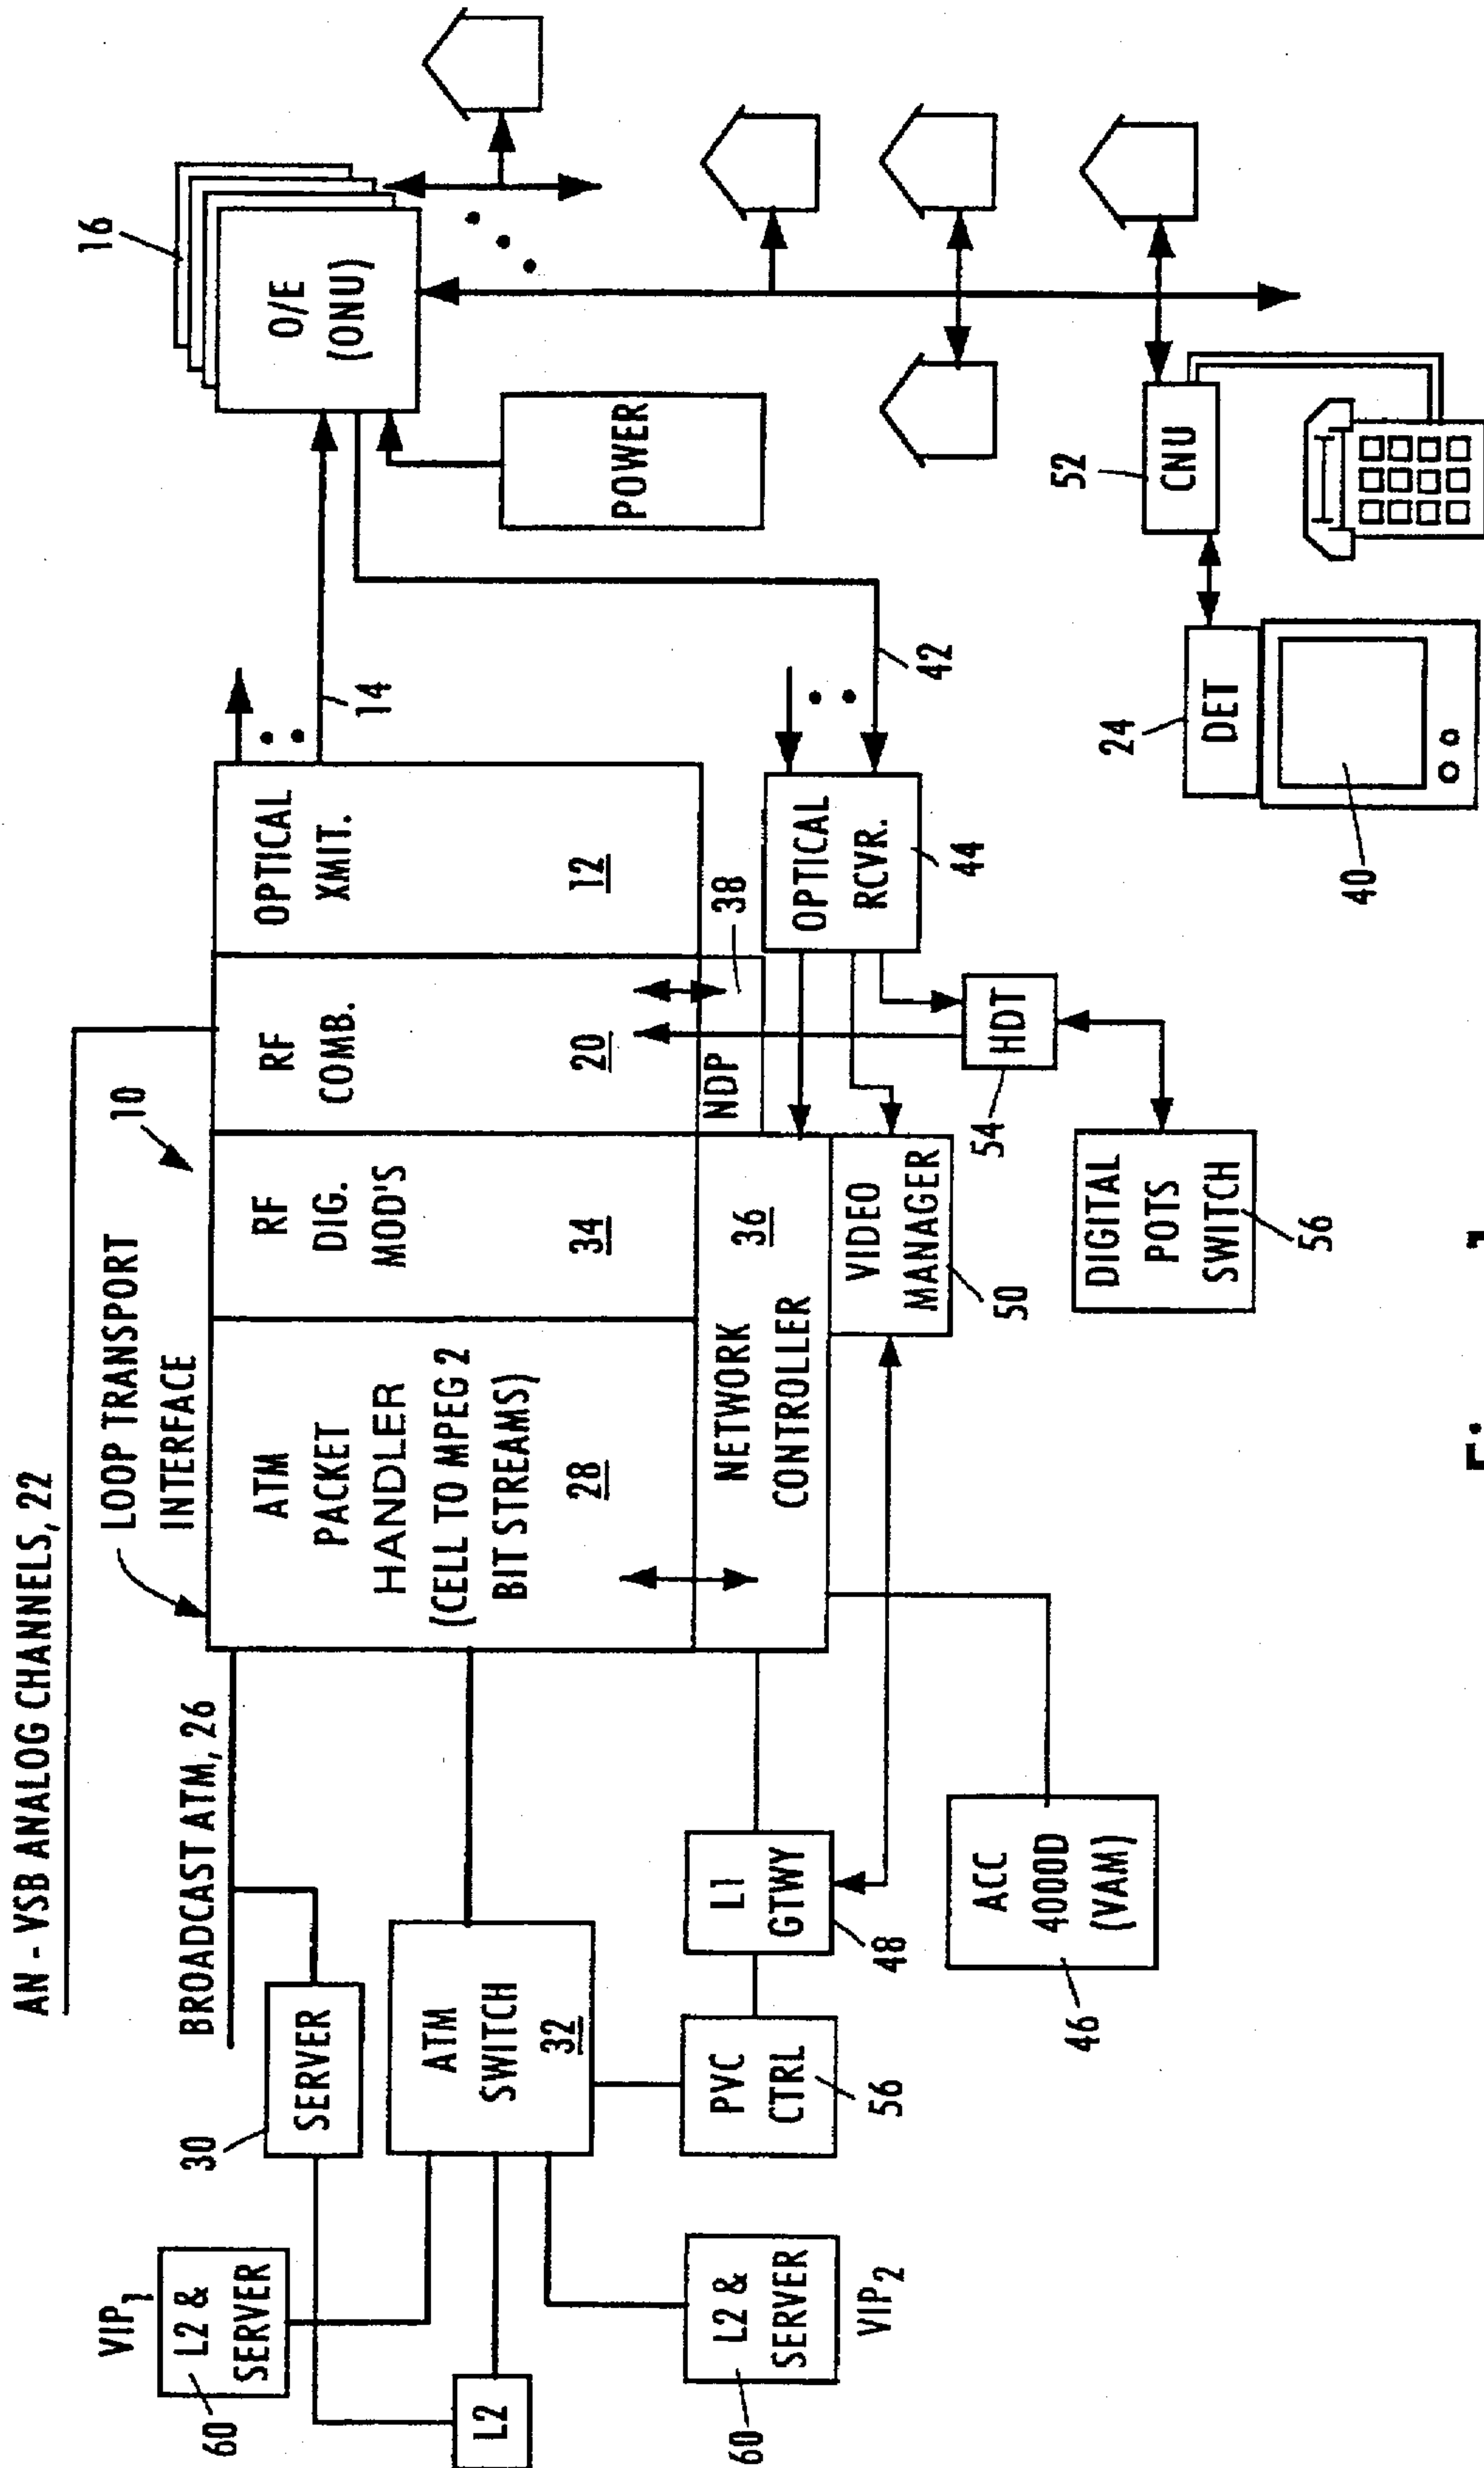 AN - VSB ANALOG CHANNELS, 22
LOOP TRANSPORT
INTERFACE
10
BROADCAST ATM, 26
VIP1
L2 &
SERVER
60
SERVER
30
L2
ATM
SWITCH
32
L2 &
SERVER
60
VIP2
PVC
CTRL
56
L1
GTWY
48
ACC
4000D
(VAM)
46
ATM
PACKET
HANDLER
(CELL TO MPEG 2
BIT STREAMS)
28
RF
DIG.
MOD'S
34
RF
COMB.
20
OPTICAL
XMIT.
12
NETWORK
CONTROLLER
36
NDP
38
VIDEO
MANAGER
50
OPTICAL
RCVR.
44
HDT
54
DIGITAL
POTS
SWITCH
56
14
42
O/E
(ONU)
16
POWER
CNU
52
DET
24
40